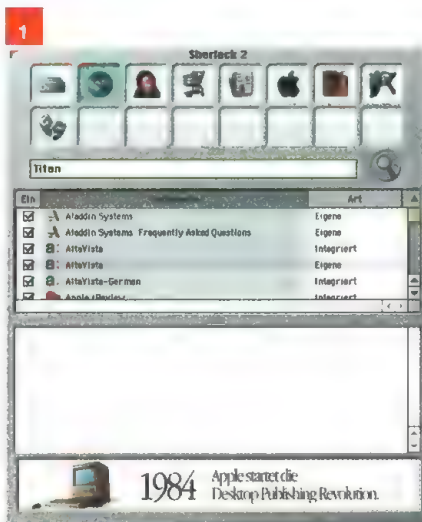 1
Sherlock 2
Titan
Ein Art
Aladdin Systems Eigene
Aladdin Systems Frequently Asked Questions Eigene
AltaVista Integriert
AltaVista Eigene
AltaVista-German Integriert
Integriert
1984 Apple startet die
Desktop Publishing Revolution.